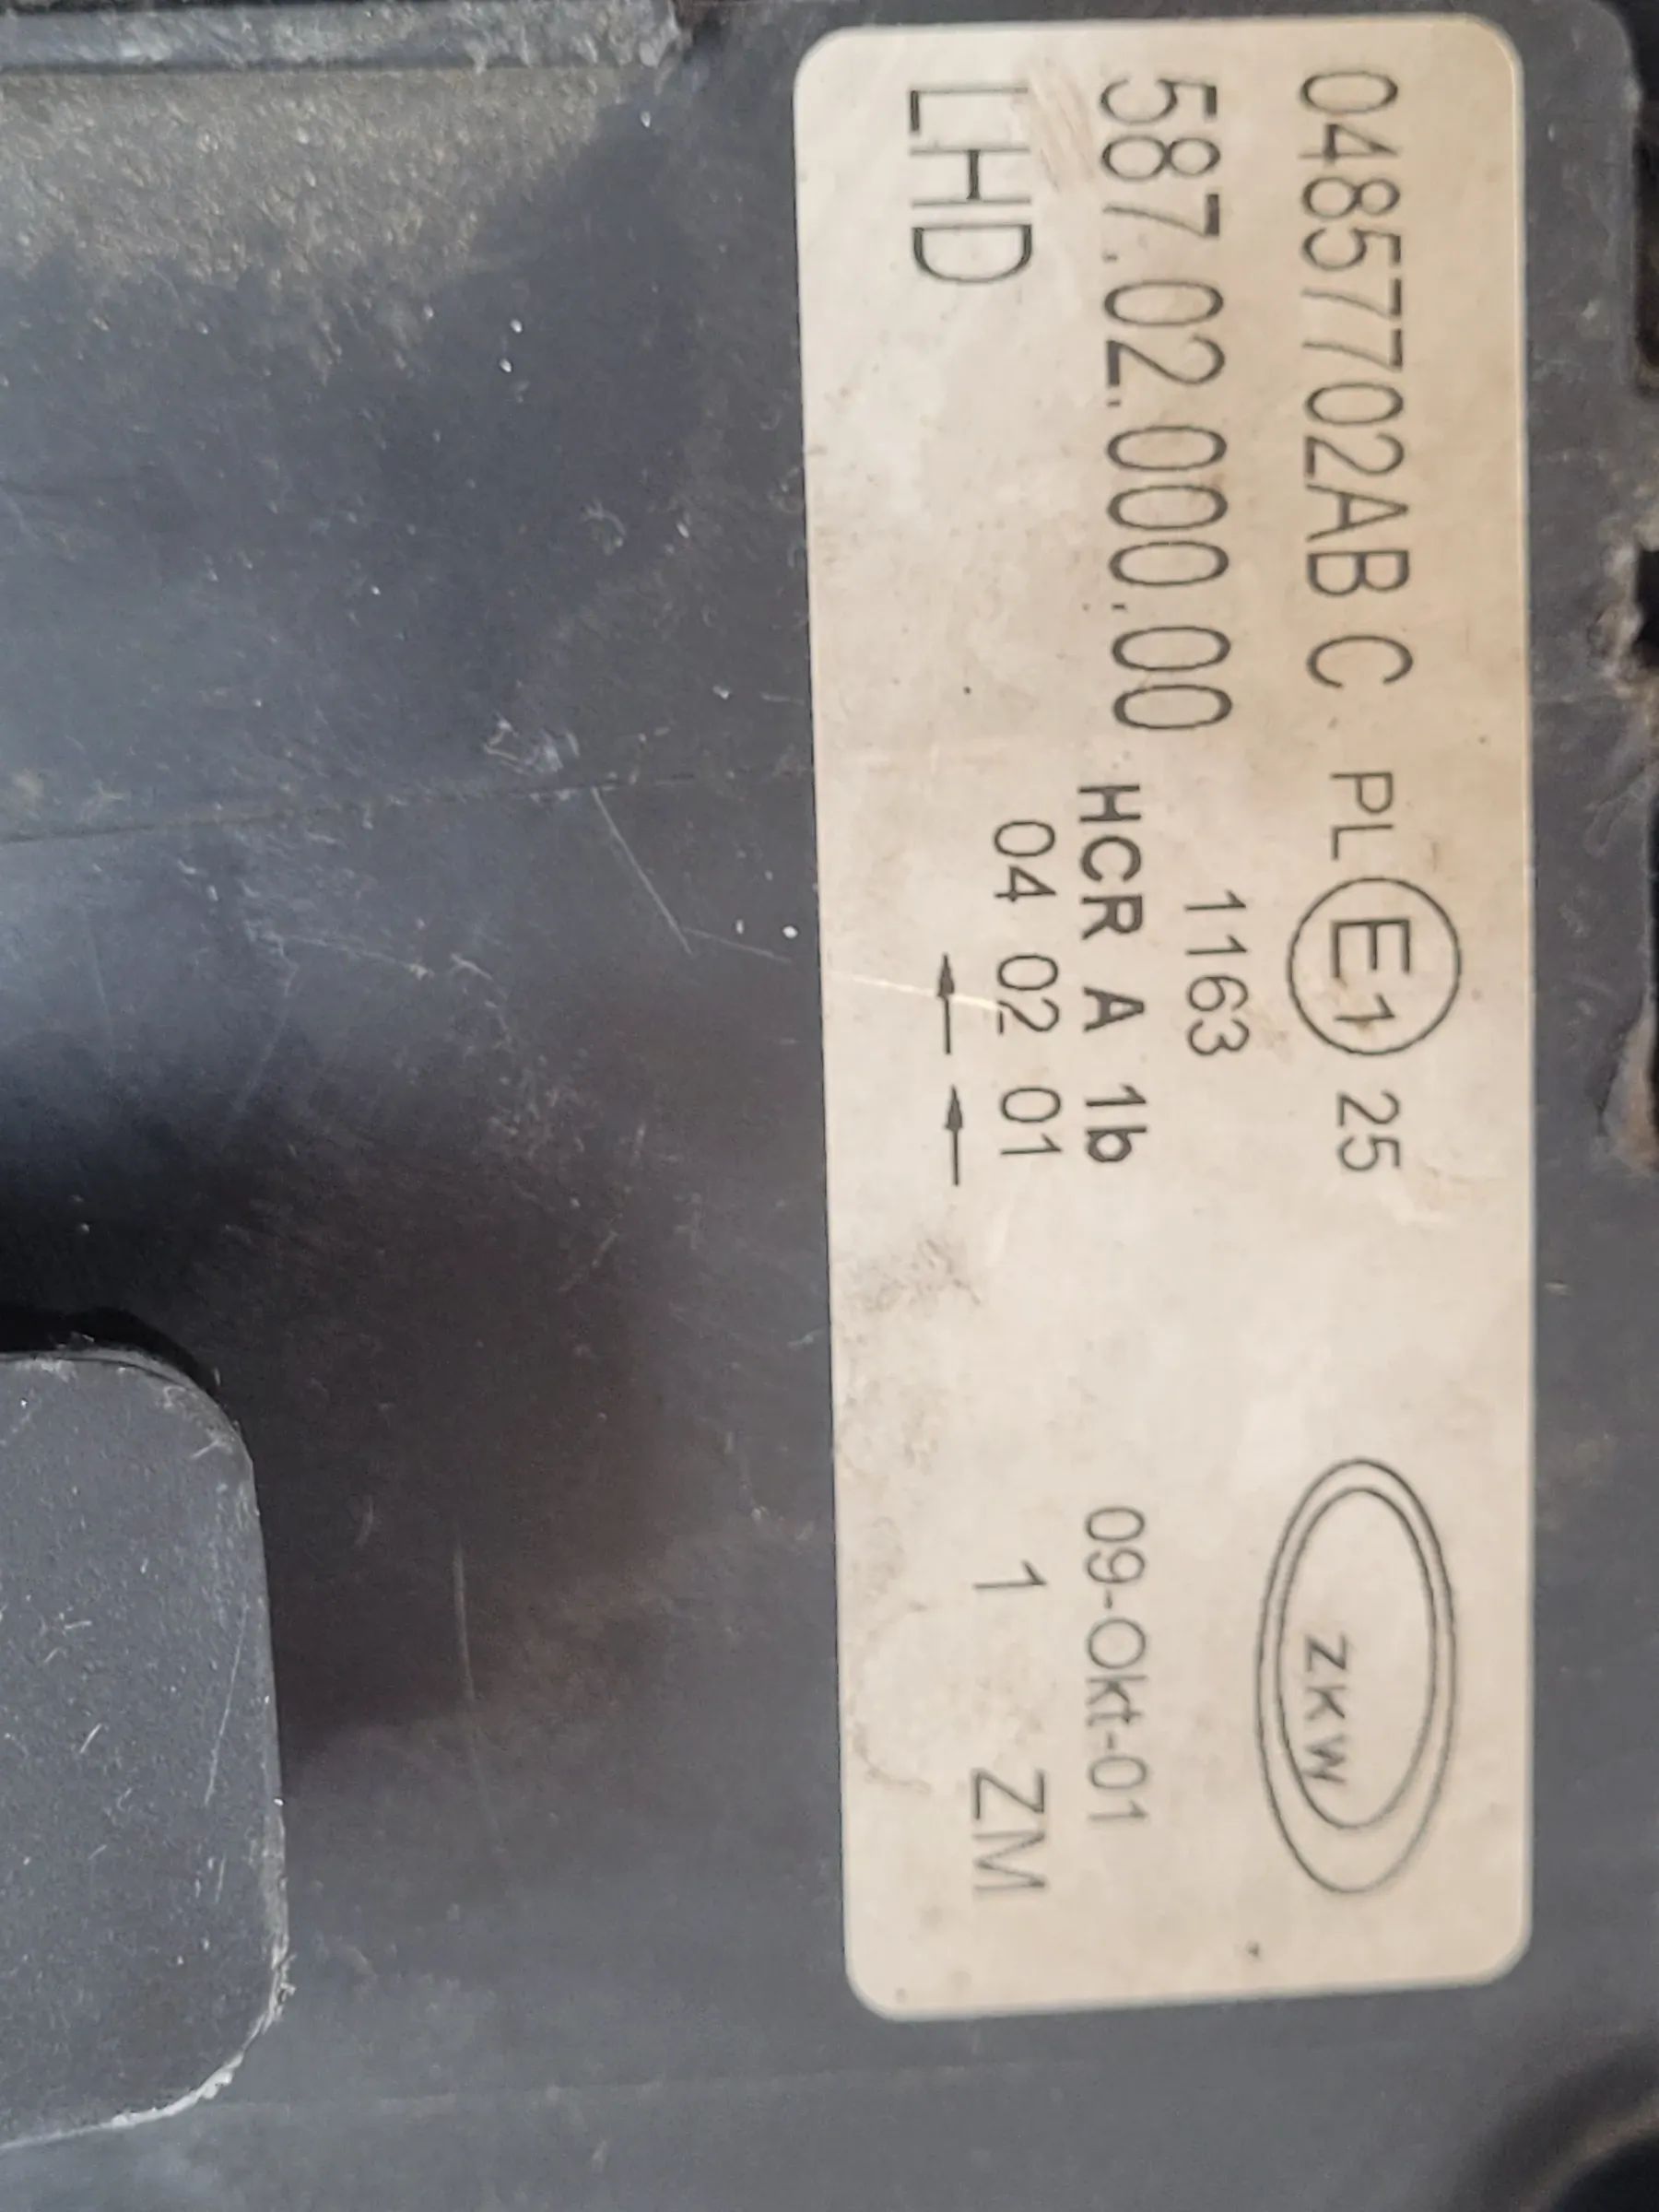 04857702AB C PL E1 25
ZKW
587.02.000.00
1163
HCR A 1b
09-Okt-01
LHD
04 02 01
1 ZM
← ←